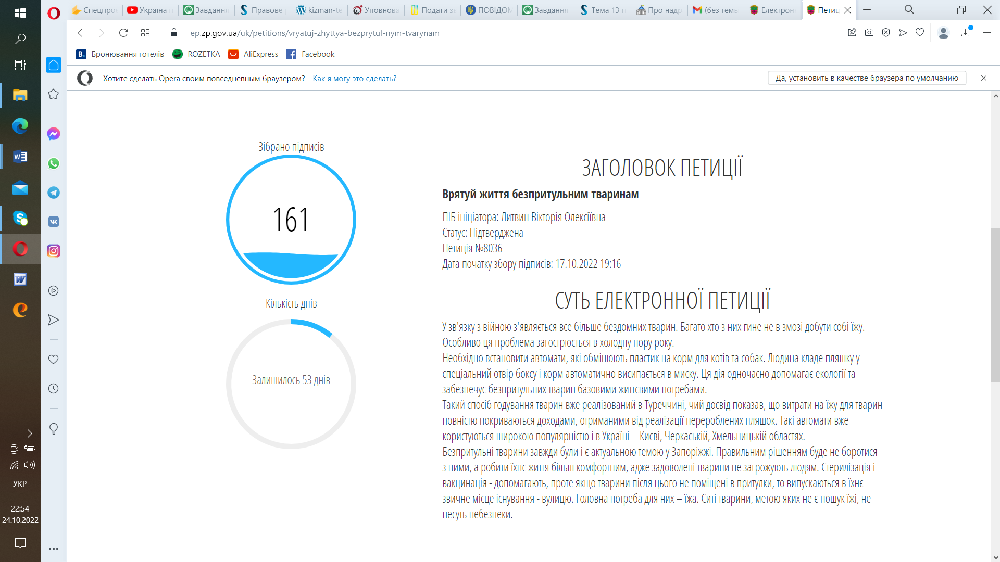 Спецпро
Україна п
Завдання
Правове
kizman-te
Уповнова
Подати зв
ПОВІДОМ
Завдання
Тема 13 п
Про надр
(без темы
Електрон
Петиц
ep.zp.gov.ua/uk/petitions/vryatuj-zhyttya-bezprytul-nym-tvarynam
B. Бронювання готелів ROZETKA AliExpress Facebook
Хотите сделать Opera своим повседневным браузером? Как я могу это сделать? Да, установить в качестве браузера по умолчанию
Зібрано підписів
161
Кількість днів
Залишилось 53 днів
ЗАГОЛОВОК ПЕТИЦІЇ
Врятуй життя безпритульним тваринам
ПІБ ініціатора: Литвин Вікторія Олексіївна
Статус: Підтверджена
Петиція №8036
Дата початку збору підписів: 17.10.2022 19:16
СУТЬ ЕЛЕКТРОННОЇ ПЕТИЦІЇ
У зв'язку з війною з'являється все більше бездомних тварин. Багато хто з них гине не в змозі добути собі їжу.
Особливо ця проблема загострюється в холодну пору року.
Необхідно встановити автомати, які обмінюють пластик на корм для котів та собак. Людина кладе пляшку у
спеціальний отвір боксу і корм автоматично висипається в миску. Ця дія одночасно допомагає екології та
забезпечує безпритульних тварин базовими життєвими потребами.
Такий спосіб годування тварин вже реалізований в Туреччині, чий досвід показав, що витрати на їжу для тварин
повністю покриваються доходами, отриманими від реалізації перероблених пляшок. Такі автомати вже
користуються широкою популярністю і в Україні – Києві, Черкаській, Хмельницькій областях.
Безпритульні тварини завжди були і є актуальною темою у Запоріжжі. Правильним рішенням буде не боротися
з ними, а робити їхнє життя більш комфортним, адже задоволені тварини не загрожують людям. Стерилізація і
вакцинація - допомагають, проте якщо тварини після цього не поміщені в притулки, то випускаються в їхнє
звичне місце існування - вулицю. Головна потреба для них – їжа. Ситі тварини, метою яких не є пошук їжі, не
несуть небезпеки.
УКР
22:54
24.10.2022